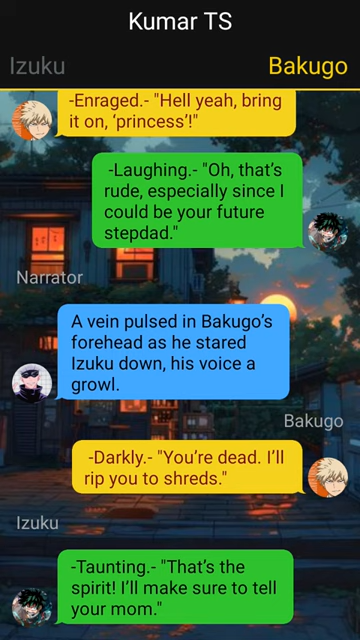 Kumar TS
Izuku
Bakugo
-Enraged.- "Hell yeah, bring
it on, ‘princess’!"
-Laughing.- "Oh, that’s
rude, especially since I
could be your future
stepdad."
Narrator
A vein pulsed in Bakugo’s
forehead as he stared
Izuku down, his voice a
growl.
Bakugo
-Darkly.- "You’re dead. I’ll
rip you to shreds."
Izuku
-Taunting.- "That’s the
spirit! I’ll make sure to tell
your mom."